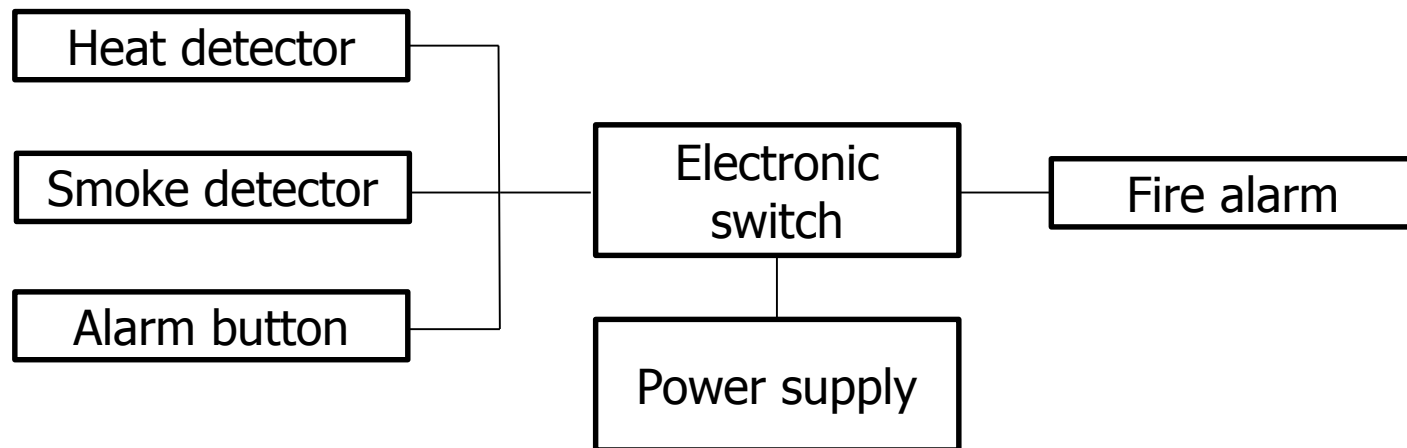 Heat detector
Smoke detector
Alarm button
Electronic
switch
Power supply
Fire alarm